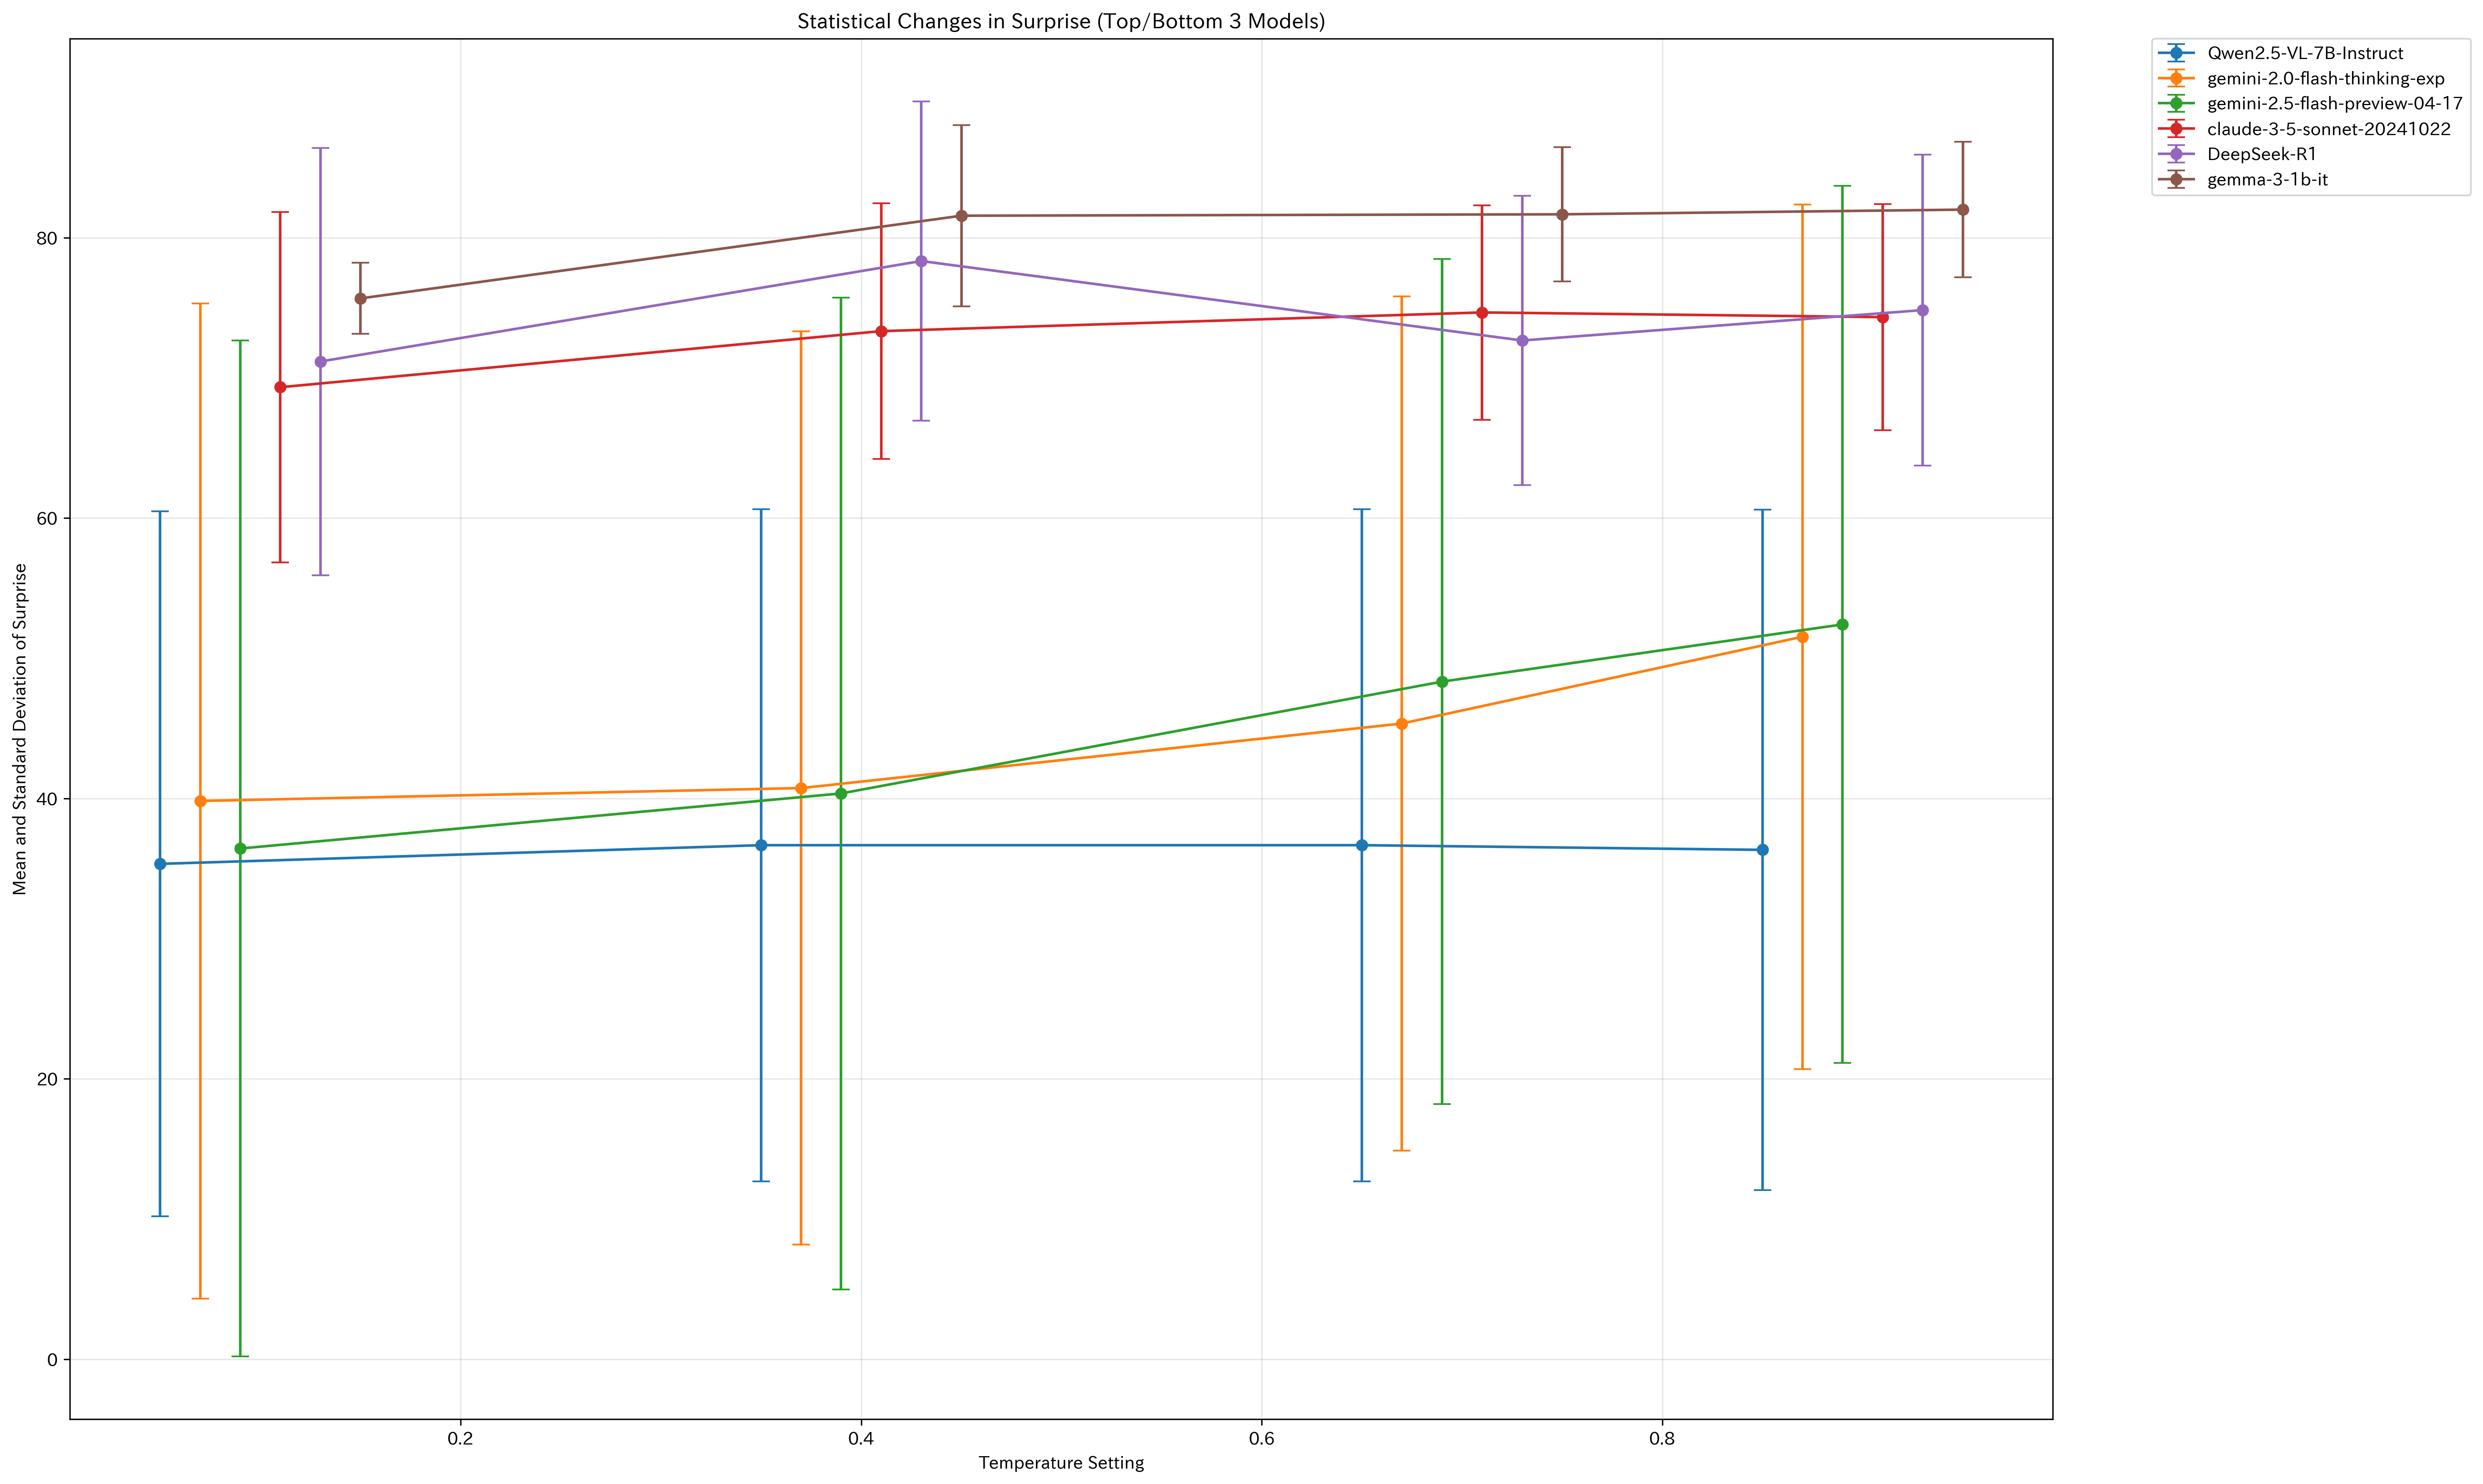 Statistical Changes in Surprise (Top/Bottom 3 Models)
Qwen2.5-VL-7B-Instruct
gemini-2.0-flash-thinking-exp
gemini-2.5-flash-preview-04-17
claude-3-5-sonnet-20241022
DeepSeek-R1
gemma-3-1b-it
Mean and Standard Deviation of Surprise
80
60
40
20
0
0.2
0.4
0.6
0.8
Temperature Setting